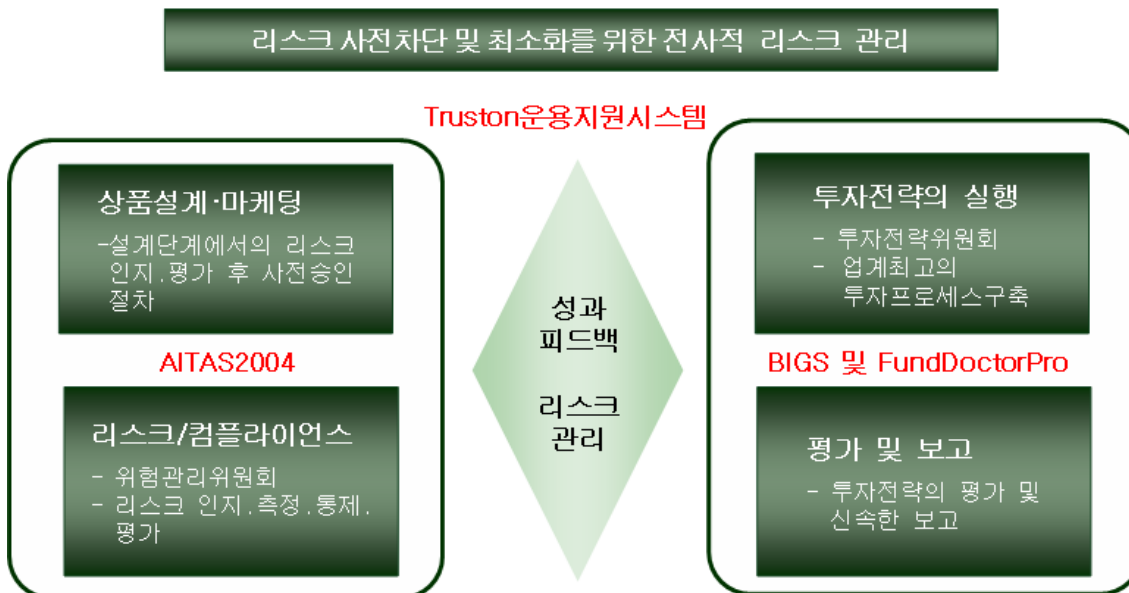 리스크 사전차단 및 최소화를 위한 전사적 리스크 관리
Truston운용지원시스템
상품설계·마케팅
-설계단계에서의 리스크
인지.평가 후 사전승인
절차
AITAS2004
리스크/컴플라이언스
- 위험관리위원회
- 리스크 인지.측정.통제.
평가
성과
피드백
리스크
관리
투자전략의 실행
- 투자전략위원회
- 업계최고의
투자프로세스구축
BIGS 및 FundDoctorPro
평가 및 보고
- 투자전략의 평가 및
신속한 보고